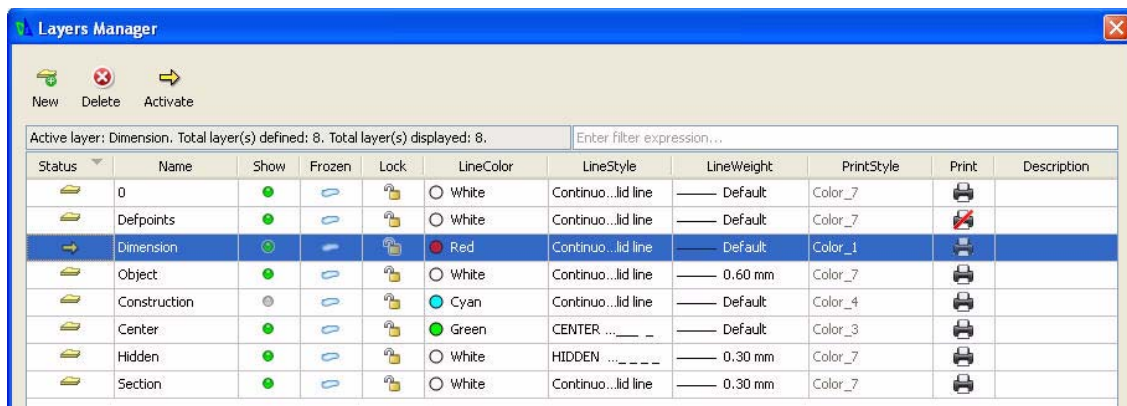 Layers Manager
New Delete Activate
Active layer: Dimension. Total layer(s) defined: 8. Total layer(s) displayed: 8. Enter filter expression...
Status Name Show Frozen Lock LineColor LineStyle LineWeight PrintStyle Print Description
0 White Continuo...lid line Default Color_7
Defpoints White Continuo...lid line Default Color_7
Dimension Red Continuo...lid line Default Color_1
Object White Continuo...lid line 0.60 mm Color_7
Construction Cyan Continuo...lid line Default Color_4
Center Green CENTER ...___ _ Default Color_3
Hidden White HIDDEN ..._ _ _ _ 0.30 mm Color_7
Section White Continuo...lid line 0.30 mm Color_7